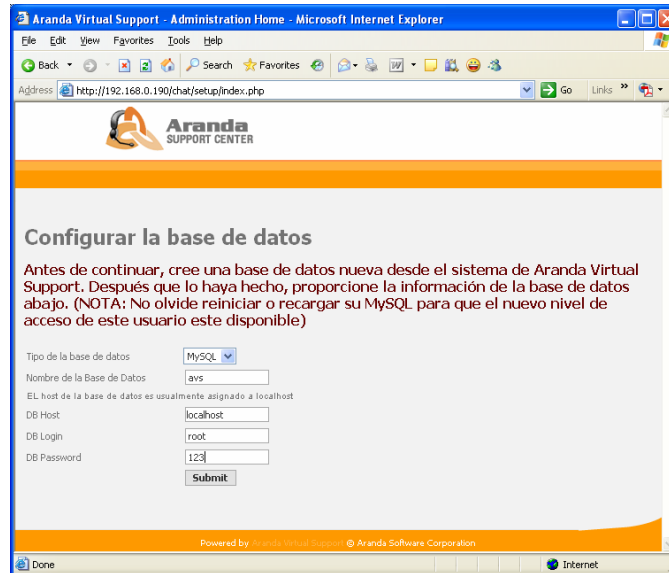 Aranda Virtual Support - Administration Home - Microsoft Internet Explorer
File Edit View Favorites Tools Help
Back Search Favorites
Address http://192.168.0.190/chat/setup/index.php Go Links »
Aranda
SUPPORT CENTER
Configurar la base de datos
Antes de continuar, cree una base de datos nueva desde el sistema de Aranda Virtual
Support. Después que lo haya hecho, proporcione la información de la base de datos
abajo. (NOTA: No olvide reiniciar o recargar su MySQL para que el nuevo nivel de
acceso de este usuario este disponible)
Tipo de la base de datos MySQL
Nombre de la Base de Datos avs
EL host de la base de datos es usualmente asignado a localhost
DB Host localhost
DB Login root
DB Password 123
Submit
Powered by Aranda Virtual Support © Aranda Software Corporation
Done Internet